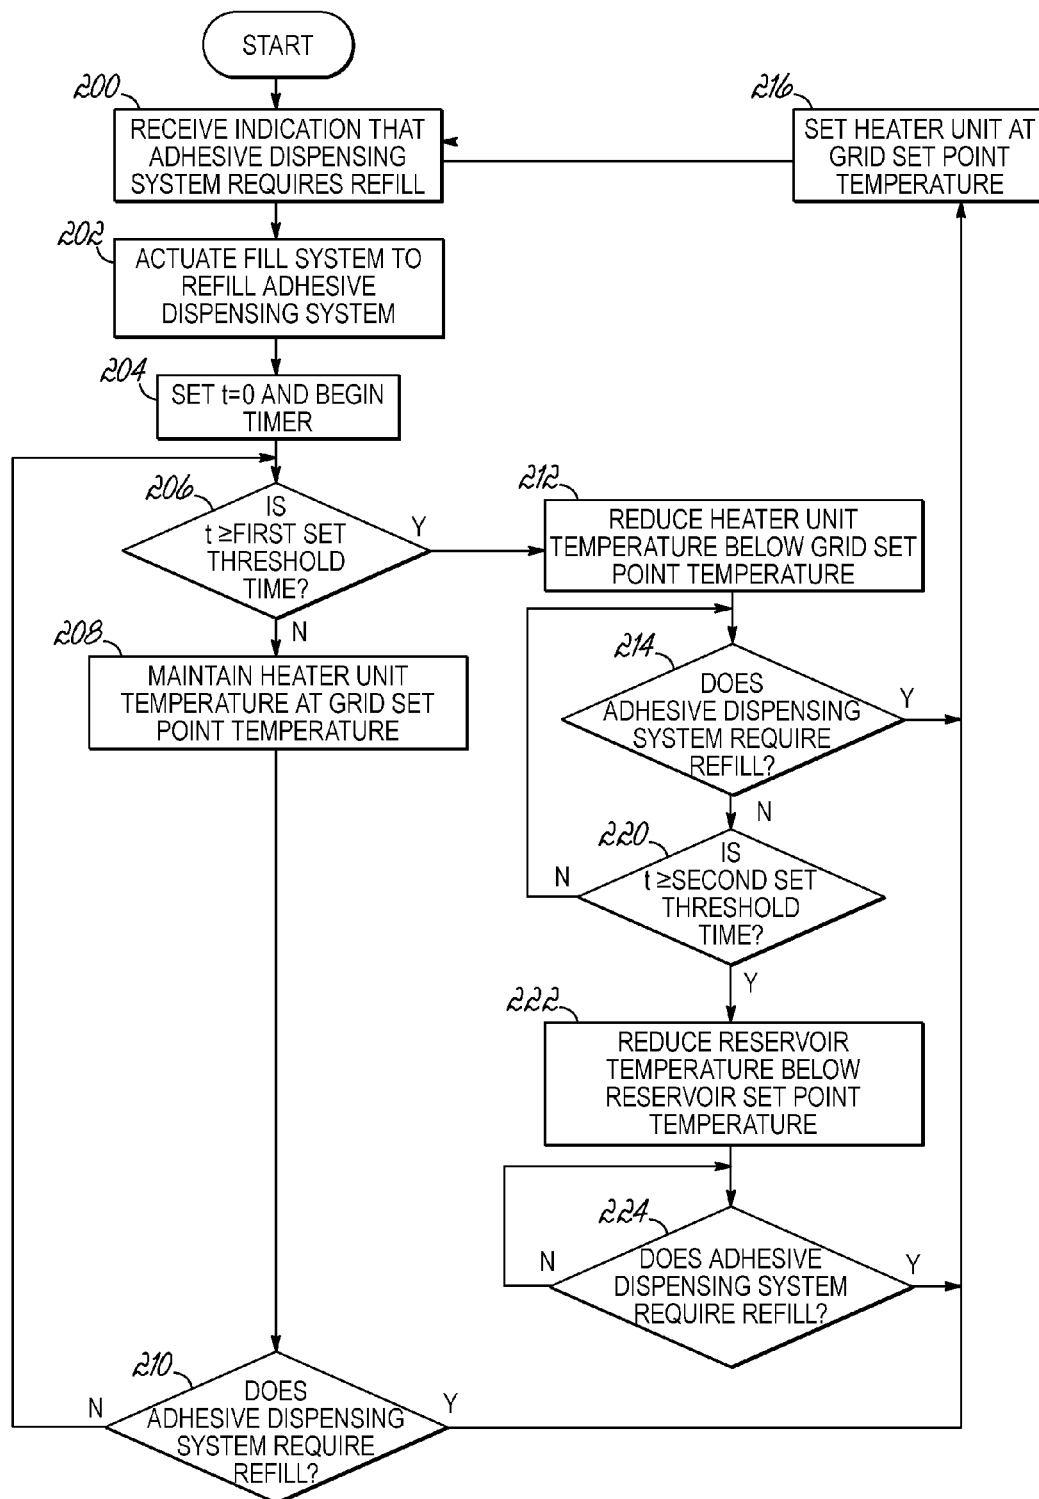 START
200
RECEIVE INDICATION THAT
ADHESIVE DISPENSING
SYSTEM REQUIRES REFILL
216
SET HEATER UNIT AT
GRID SET POINT
TEMPERATURE
202
ACTUATE FILL SYSTEM TO
REFILL ADHESIVE
DISPENSING SYSTEM
204
SET t=0 AND BEGIN
TIMER
206
IS
t ≥FIRST SET
THRESHOLD
TIME?
Y
N
212
REDUCE HEATER UNIT
TEMPERATURE BELOW GRID SET
POINT TEMPERATURE
208
MAINTAIN HEATER UNIT
TEMPERATURE AT GRID SET
POINT TEMPERATURE
214
DOES
ADHESIVE DISPENSING
SYSTEM REQUIRE
REFILL?
Y
N
220
IS
t ≥SECOND SET
THRESHOLD
TIME?
N
Y
222
REDUCE RESERVOIR
TEMPERATURE BELOW
RESERVOIR SET POINT
TEMPERATURE
224
DOES ADHESIVE
DISPENSING SYSTEM
REQUIRE REFILL?
N
Y
210
DOES
ADHESIVE DISPENSING
SYSTEM REQUIRE
REFILL?
N
Y